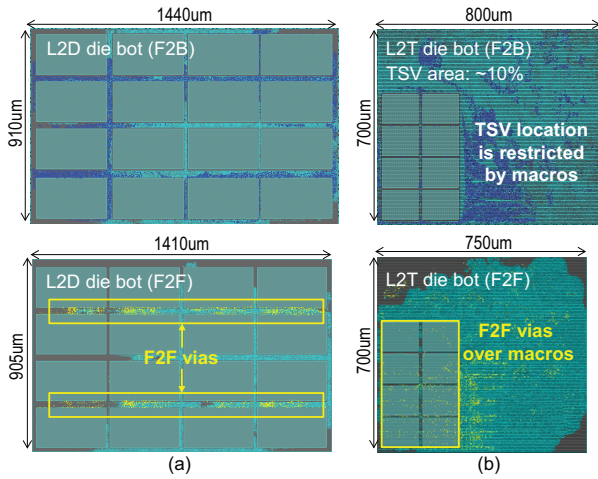 1440um
800um
L2D die bot (F2B)
L2T die bot (F2B)
TSV area: ~10%
910um
700um
TSV location
is restricted
by macros
1410um
750um
L2D die bot (F2F)
L2T die bot (F2F)
905um
700um
F2F vias
F2F vias
over macros
(a)
(b)